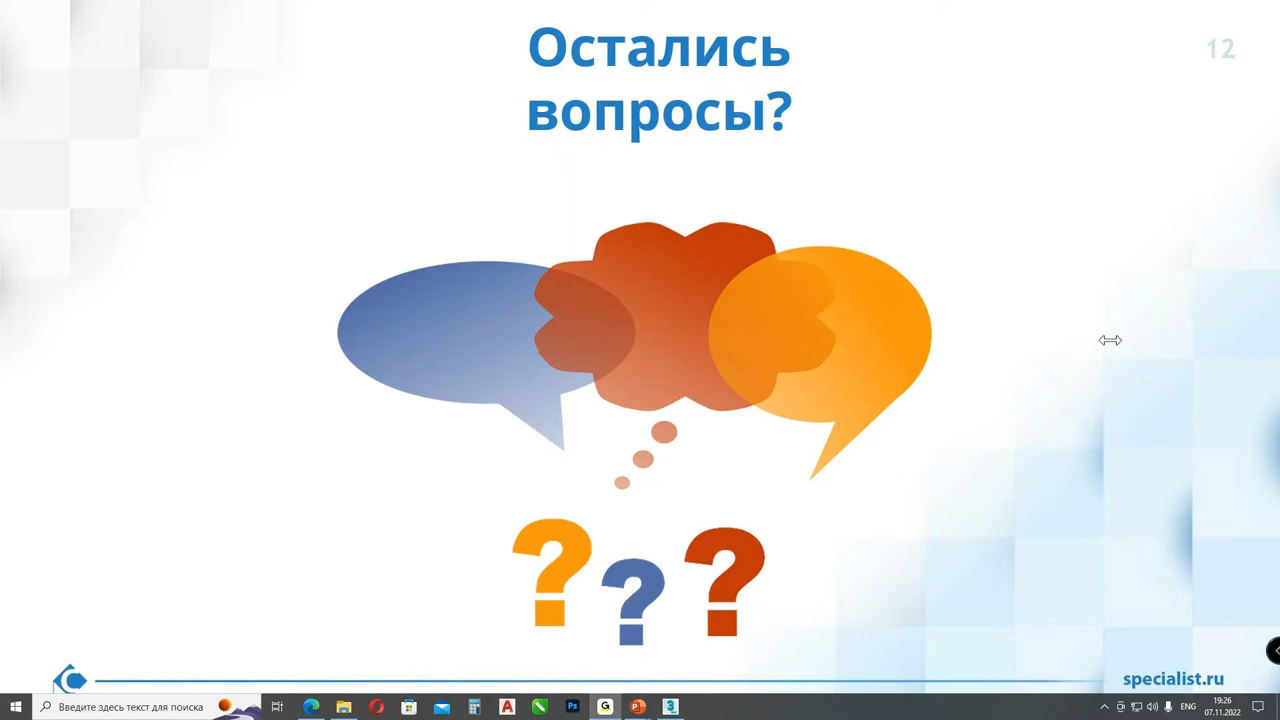 Остались
вопросы?
12
? ? ?
specialist.ru
Введите здесь текст для поиска
ENG
19:26
07.11.2022